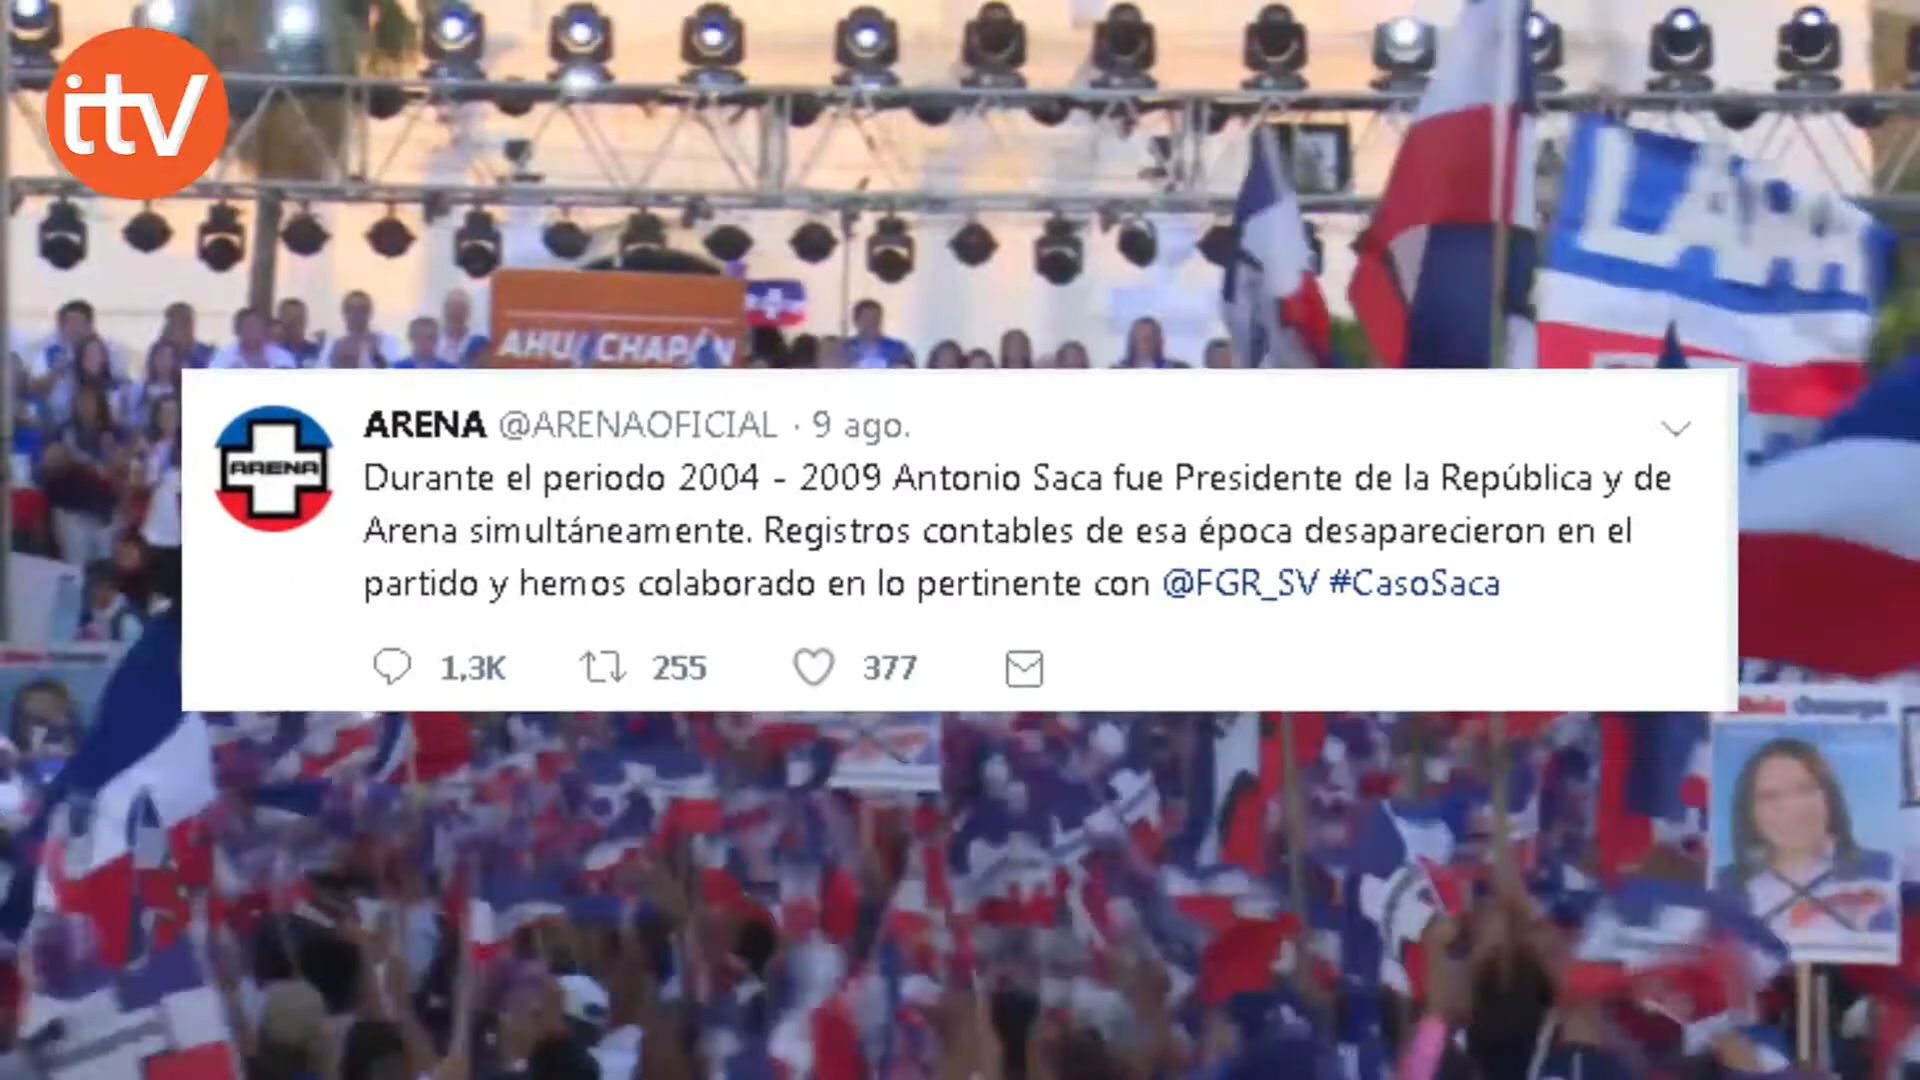 itv
AHUACHAPÁN
ARENA @ARENAOFICIAL · 9 ago.
Durante el periodo 2004 - 2009 Antonio Saca fue Presidente de la República y de
Arena simultáneamente. Registros contables de esa época desaparecieron en el
partido y hemos colaborado en lo pertinente con @FGR_SV #CasoSaca
ARENA
1,3K 255 377